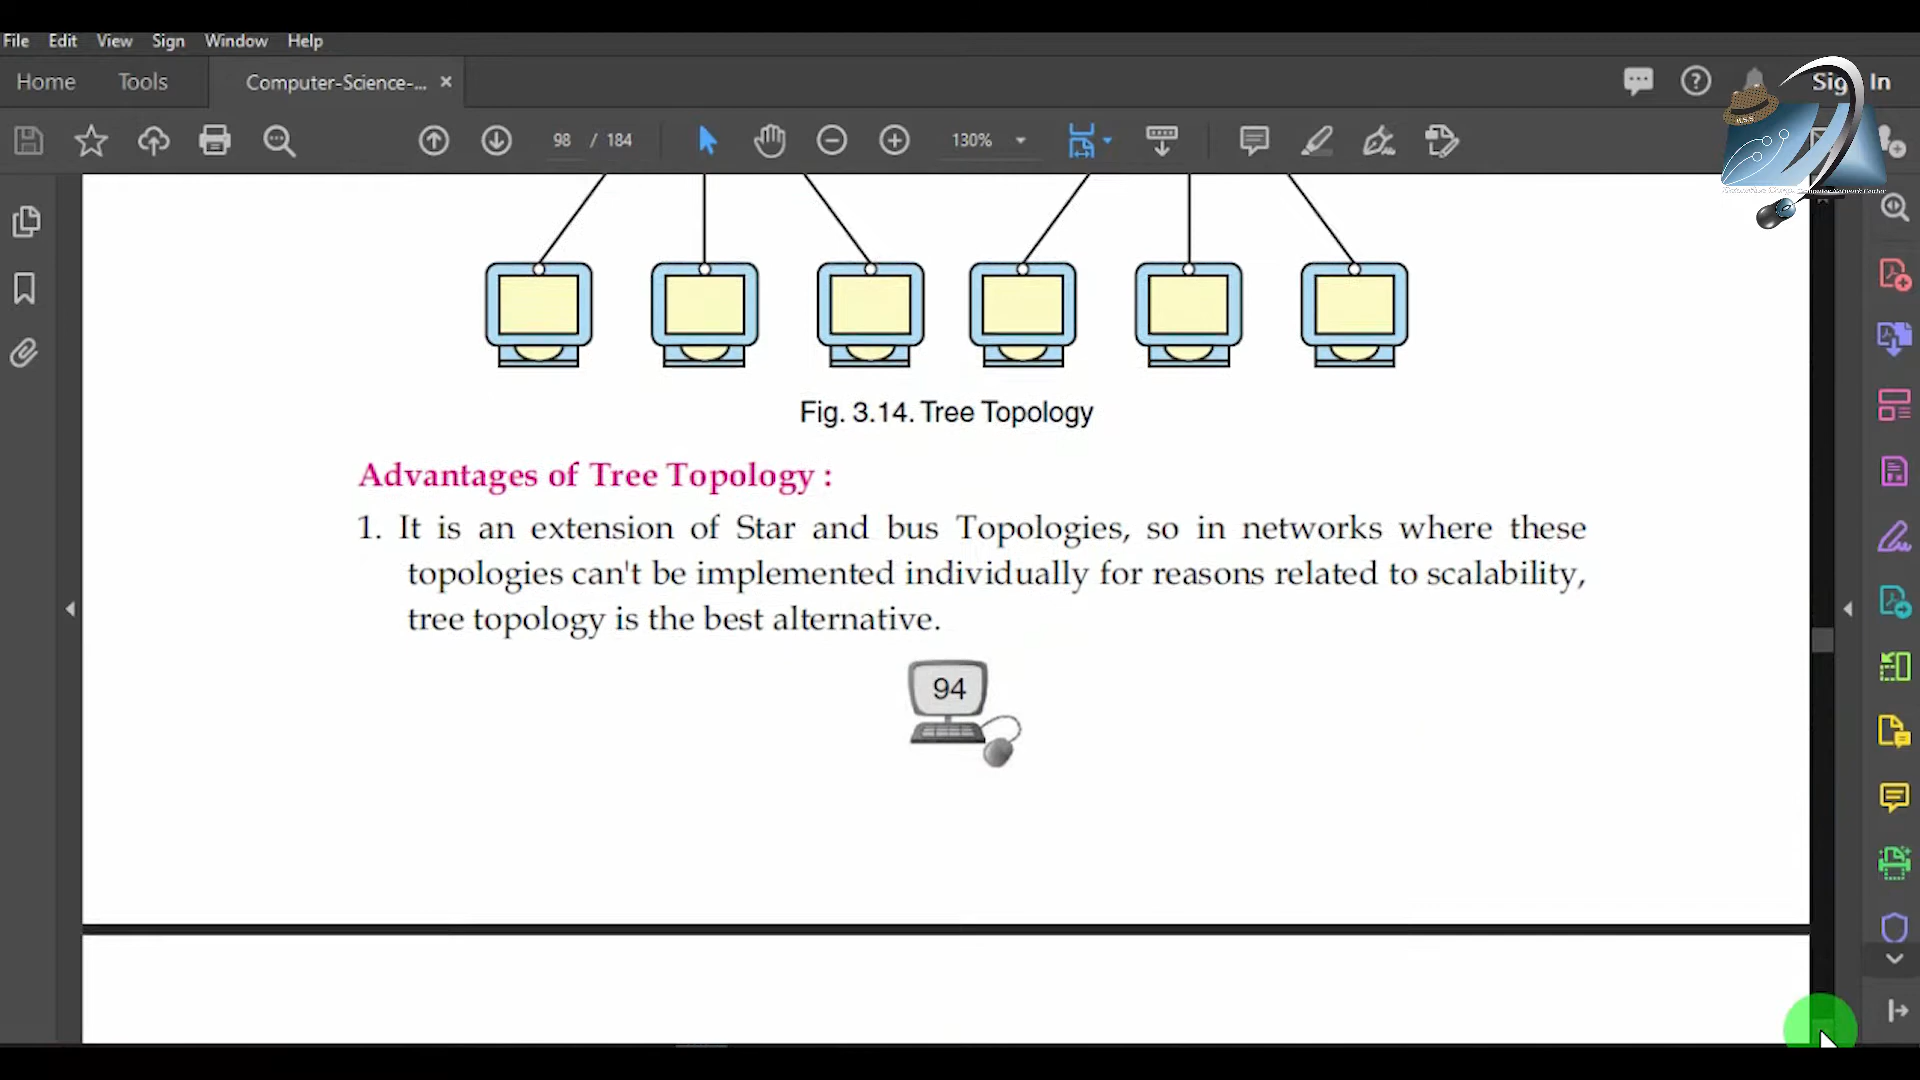 File Edit View Sign Window Help
Home Tools Computer-Science-... × Sign In
98 / 184 130%
Fig. 3.14. Tree Topology
Advantages of Tree Topology :
1. It is an extension of Star and bus Topologies, so in networks where these
topologies can't be implemented individually for reasons related to scalability,
tree topology is the best alternative.
94